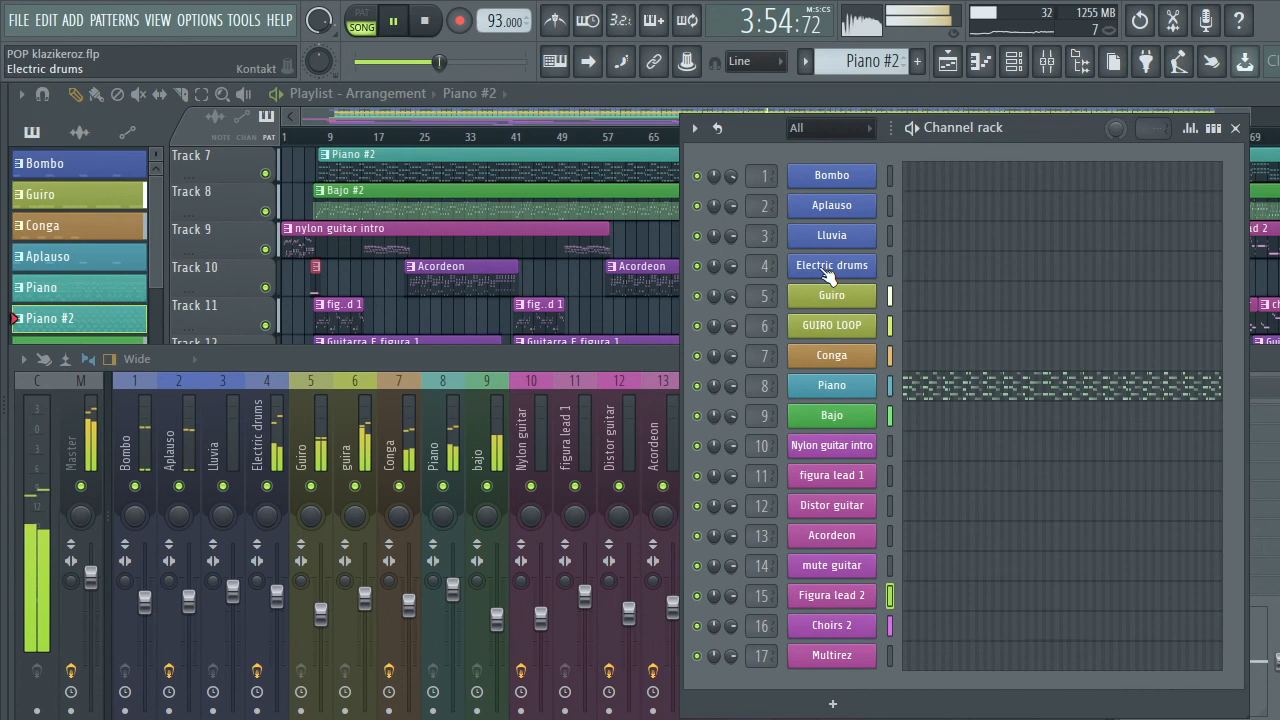 FILE EDIT ADD PATTERNS VIEW OPTIONS TOOLS HELP
PAT
SONG
93.000
3.2.
3:54:72
M:S:CS
32
1255 MB
7
POP klazikeroz.flp
Electric drums
Kontakt
Line
Piano #2
Playlist - Arrangement
Piano #2
NOTE CHAN PAT
1 9 17 25 33 41 49 57 65
69
Bombo
Guiro
Conga
Aplauso
Piano
Piano #2
Track 7
Piano #2
Track 8
Bajo #2
Track 9
nylon guitar intro
Track 10
Acordeon
Acordeon
Track 11
fig..d 1
fig..d 1
Track 12
Guitarra E figura 1
Guitarra E figura 1
All
Channel rack
1 Bombo
2 Aplauso
3 Lluvia
4 Electric drums
5 Guiro
6 GUIRO LOOP
7 Conga
8 Piano
9 Bajo
10 Nylon guitar intro
11 figura lead 1
12 Distor guitar
13 Acordeon
14 mute guitar
15 Figura lead 2
16 Choirs 2
17 Multirez
Wide
C M 1 2 3 4 5 6 7 8 9 10 11 12 13
Master
Bombo
Aplauso
Lluvia
Electric drums
Guiro
guira
Conga
Piano
bajo
Nylon guitar
figura lead 1
Distor guitar
Acordeon